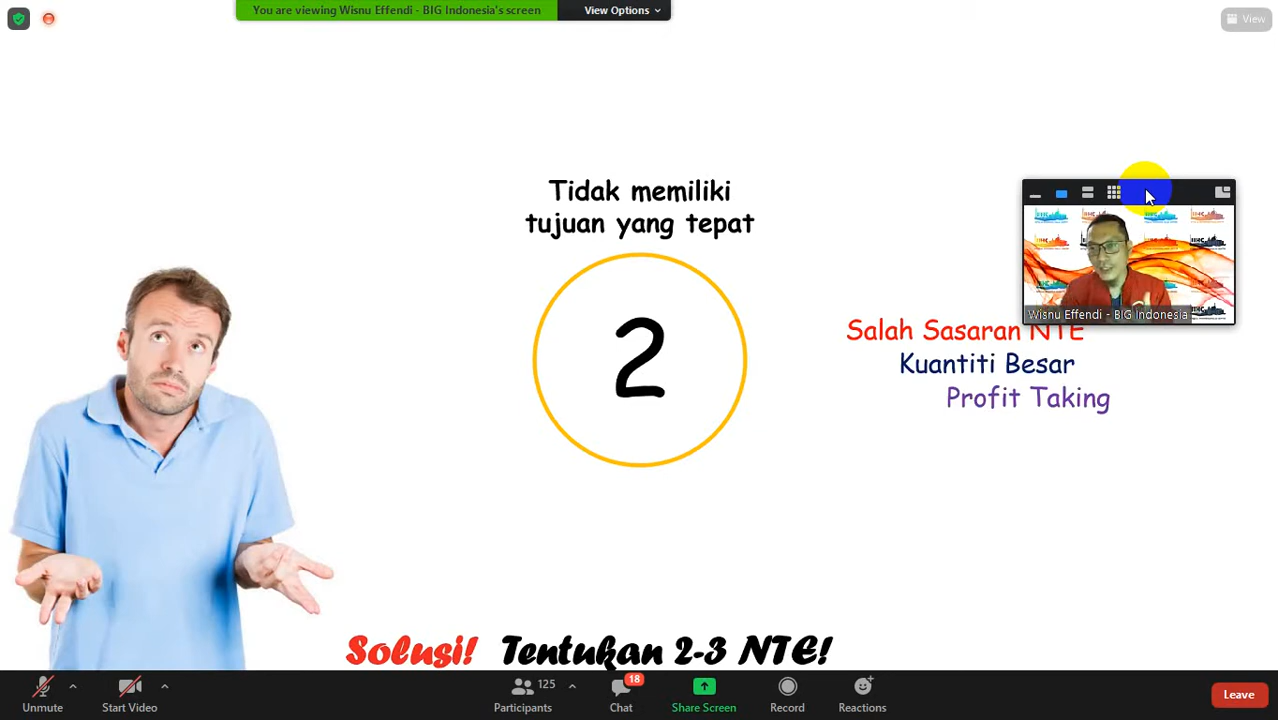 You are viewing Wisnu Effendi - BIG Indonesia's screen
View Options
View
Tidak memiliki
tujuan yang tepat
2
Wisnu Effendi - BIG Indonesia
Salah Sasaran NTE
Kuantiti Besar
Profit Taking
Solusi! Tentukan 2-3 NTE!
Unmute
Start Video
125
Participants
18
Chat
Share Screen
Record
Reactions
Leave